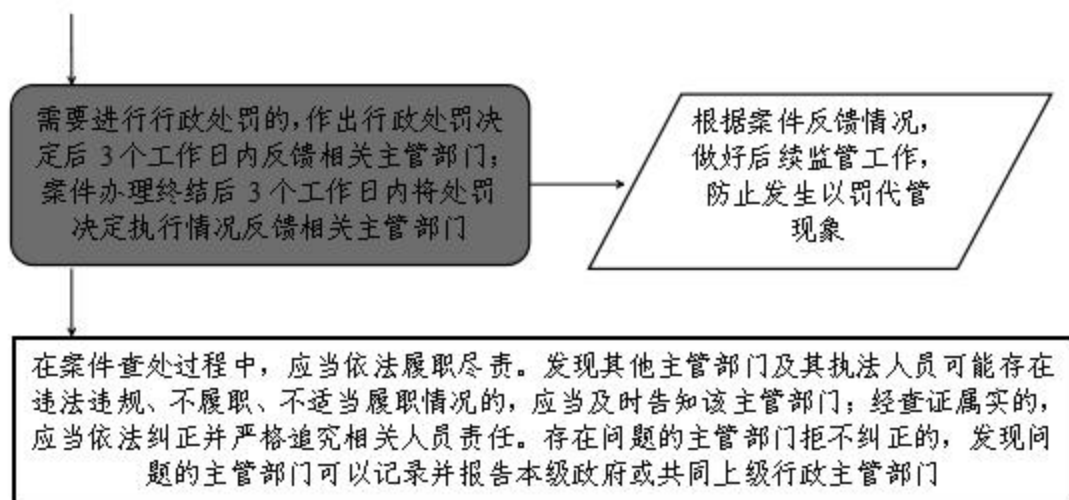 需要进行行政处罚的，作出行政处罚决
定后 3 个工作日内反馈相关主管部门；
案件办理终结后 3 个工作日内将处罚
决定执行情况反馈相关主管部门
根据案件反馈情况，
做好后续监管工作，
防止发生以罚代管
现象
在案件查处过程中，应当依法履职尽责。发现其他主管部门及其执法人员可能存在
违法违规、不履职、不适当履职情况的，应当及时告知该主管部门；经查证属实的，
应当依法纠正并严格追究相关人员责任。存在问题的主管部门拒不纠正的，发现问
题的主管部门可以记录并报告本级政府或共同上级行政主管部门